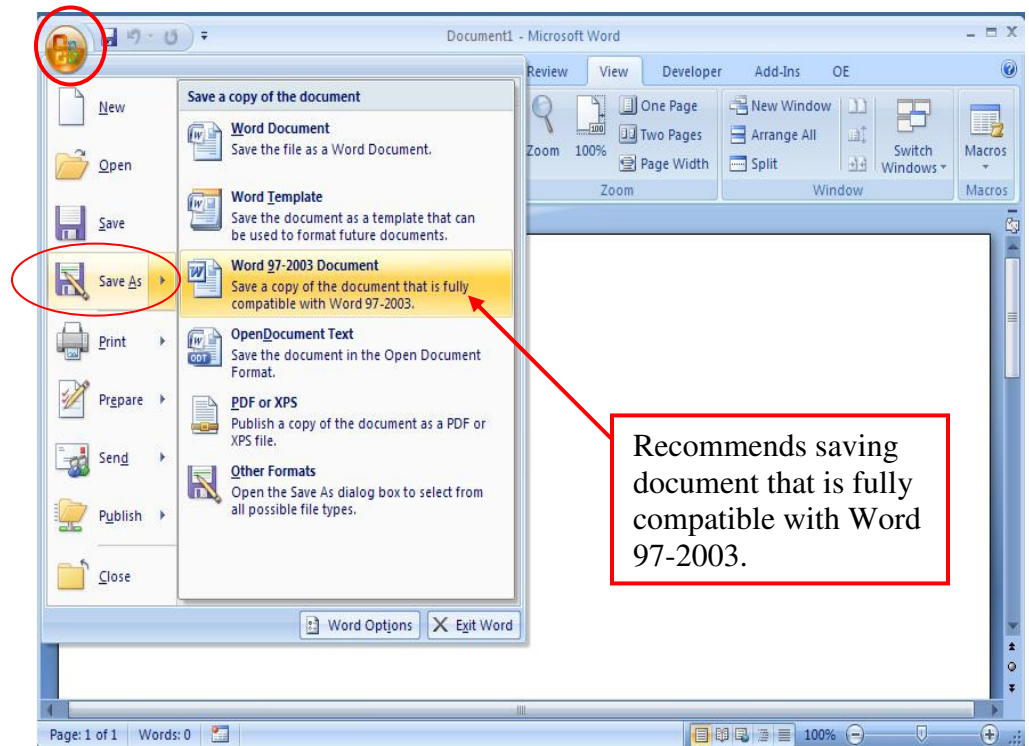 Document1 - Microsoft Word
Review View Developer Add-Ins OE
New
Open
Save
Save As
Print
Prepare
Send
Publish
Close
Save a copy of the document
Word Document
Save the file as a Word Document.
Word Template
Save the document as a template that can
be used to format future documents.
Word 97-2003 Document
Save a copy of the document that is fully
compatible with Word 97-2003.
OpenDocument Text
Save the document in the Open Document
Format.
PDF or XPS
Publish a copy of the document as a PDF or
XPS file.
Other Formats
Open the Save As dialog box to select from
all possible file types.
Word Options
Exit Word
Zoom
100%
One Page
Two Pages
Page Width
Zoom
New Window
Arrange All
Split
Switch
Windows
Window
Macros
Macros
Recommends saving
document that is fully
compatible with Word
97-2003.
Page: 1 of 1 Words: 0
100%